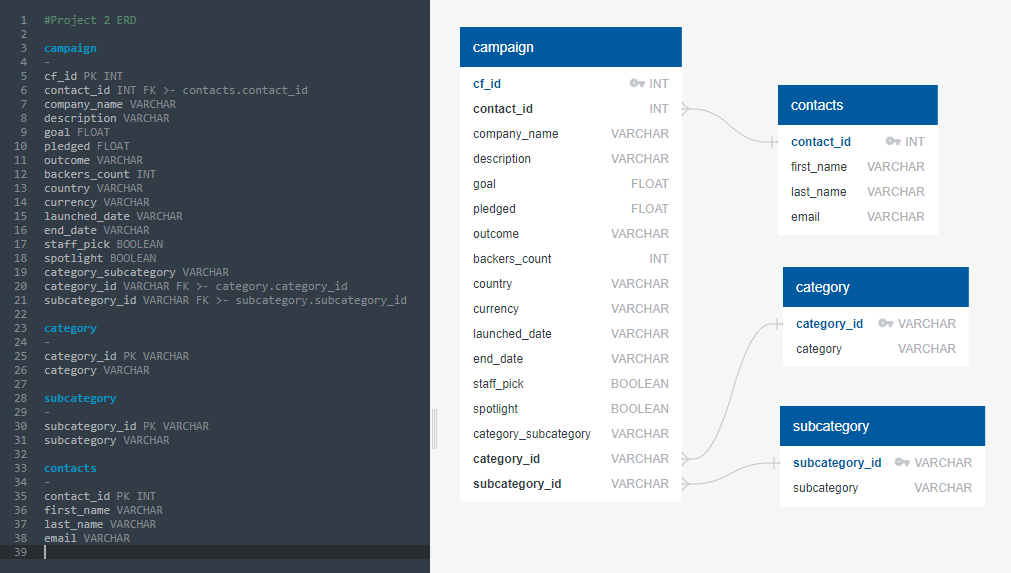 1 #Project 2 ERD
2
3 campaign
4 -
5 cf_id PK INT
6 contact_id INT FK >- contacts.contact_id
7 company_name VARCHAR
8 description VARCHAR
9 goal FLOAT
10 pledged FLOAT
11 outcome VARCHAR
12 backers_count INT
13 country VARCHAR
14 currency VARCHAR
15 launched_date VARCHAR
16 end_date VARCHAR
17 staff_pick BOOLEAN
18 spotlight BOOLEAN
19 category_subcategory VARCHAR
20 category_id VARCHAR FK >- category.category_id
21 subcategory_id VARCHAR FK >- subcategory.subcategory_id
22
23 category
24 -
25 category_id PK VARCHAR
26 category VARCHAR
27
28 subcategory
29 -
30 subcategory_id PK VARCHAR
31 subcategory VARCHAR
32
33 contacts
34 -
35 contact_id PK INT
36 first_name VARCHAR
37 last_name VARCHAR
38 email VARCHAR
39
campaign
cf_id INT
contact_id INT
company_name VARCHAR
description VARCHAR
goal FLOAT
pledged FLOAT
outcome VARCHAR
backers_count INT
country VARCHAR
currency VARCHAR
launched_date VARCHAR
end_date VARCHAR
staff_pick BOOLEAN
spotlight BOOLEAN
category_subcategory VARCHAR
category_id VARCHAR
subcategory_id VARCHAR
contacts
contact_id INT
first_name VARCHAR
last_name VARCHAR
email VARCHAR
category
category_id VARCHAR
category VARCHAR
subcategory
subcategory_id VARCHAR
subcategory VARCHAR